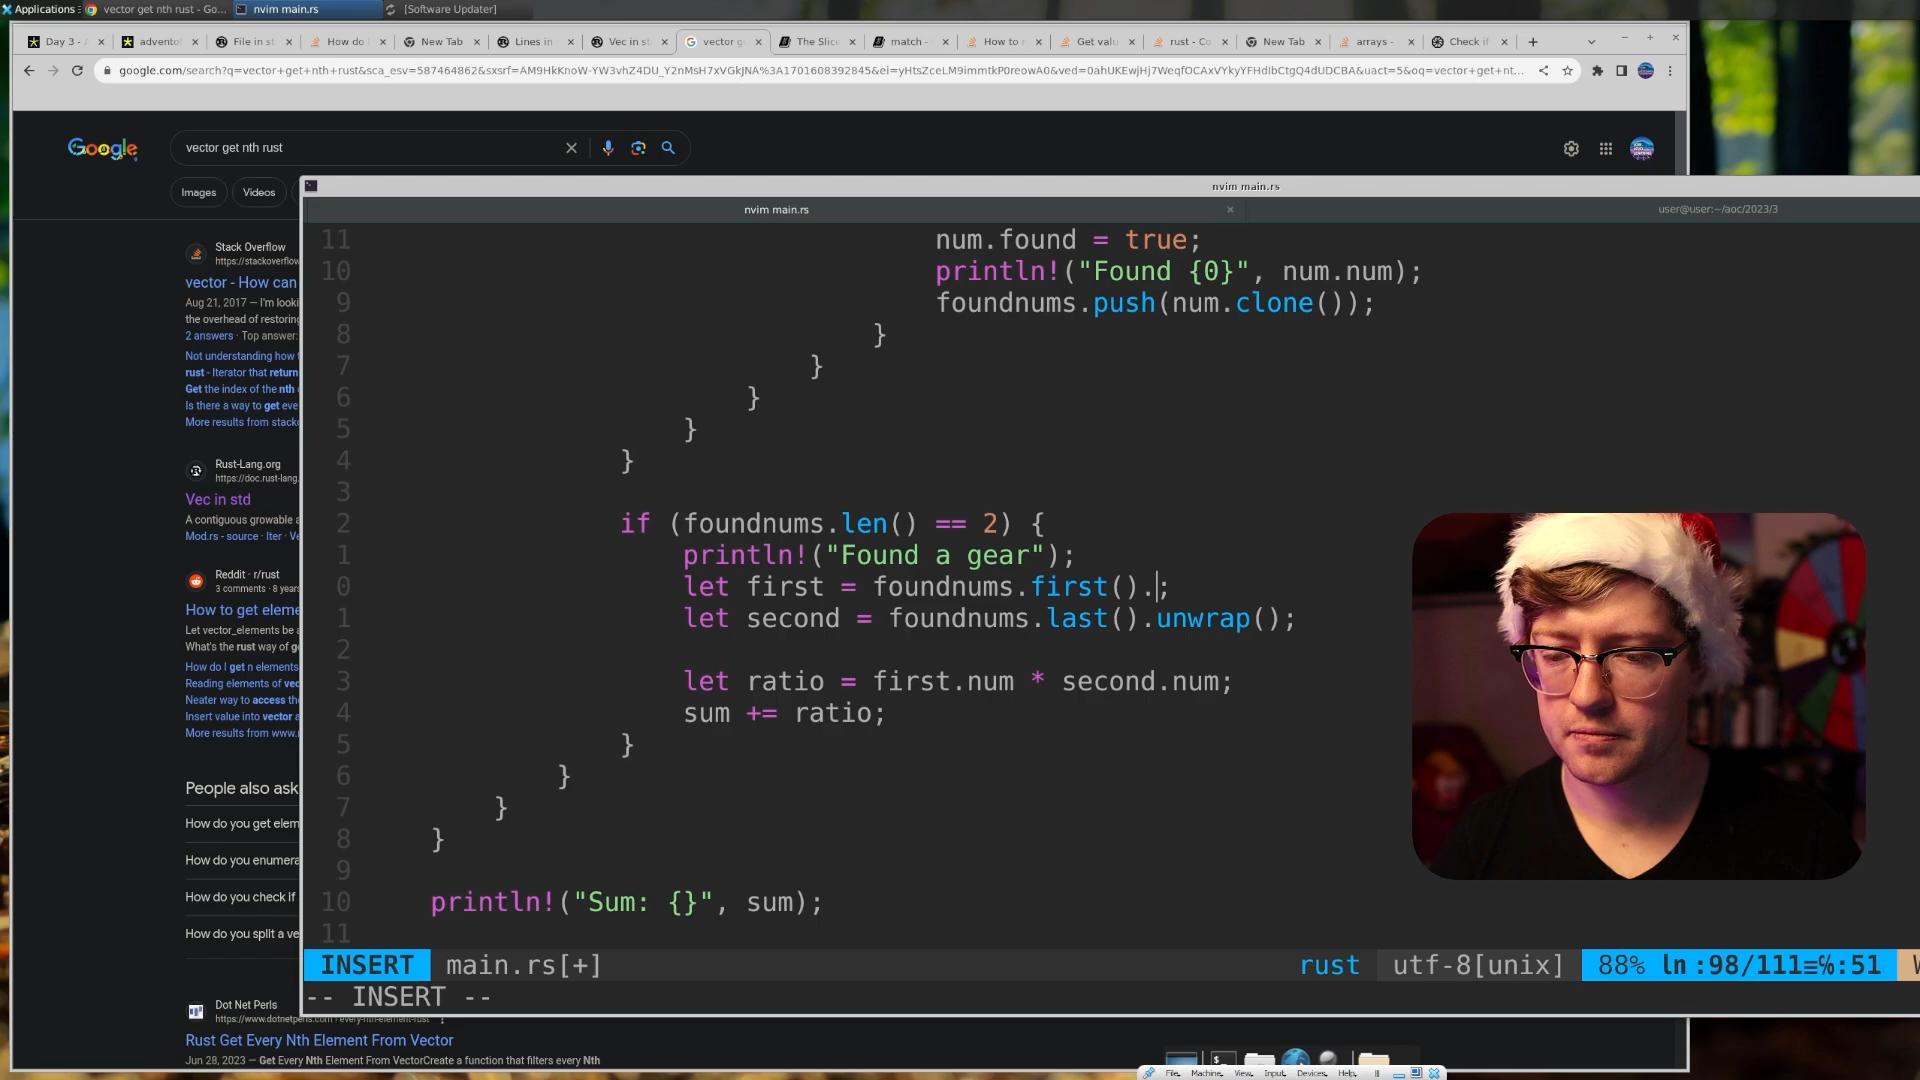 Applications
vector get nth rust - Go...
nvim main.rs
[Software Updater]
Day 3 - A
advento
File in st
How do
New Tab
Lines in
Vec in st
vector g
The Slice
match -
How to r
Get valu
rust - Co
New Tab
arrays -
Check if
google.com/search?q=vector+get+nth+rust&sca_esv=587464862&sxsrf=AM9HkKnoW-YW3vhZ4DU_Y2nMsH7xVGkJNA%3A1701608392845&ei=yHtsZceLM9immtkP0reowA0&ved=0ahUKEwjHj7WeqfOCAxVYkyYFHdIbCtgQ4dUDCBA&uact=5&oq=vector+get+nt...
Google
vector get nth rust
Images
Videos
nvim main.rs
nvim main.rs
user@user:~/aoc/2023/3
Stack Overflow
https://stackoverflow
vector - How can
Aug 21, 2017 — I'm looki
the overhead of restoring
2 answers · Top answer:
Not understanding how t
rust - Iterator that return
Get the index of the nth
Is there a way to get eve
More results from stack
Rust-Lang.org
https://doc.rust-lang.
Vec in std
A contiguous growable a
Mod.rs - source · Iter · Ve
Reddit · r/rust
3 comments · 8 years
How to get eleme
Let vector_elements be a
What's the rust way of g
How do I get n elements
Reading elements of vec
Neater way to access the
Insert value into vector a
More results from www.r
People also ask
How do you get elem
How do you enumera
How do you check if
How do you split a ve
Dot Net Perls
https://www.dotnetperls.com › every-nth-element-rust
Rust Get Every Nth Element From Vector
Jun 28, 2023 — Get Every Nth Element From VectorCreate a function that filters every Nth
11 num.found = true;
10 println!("Found {0}", num.num);
9 foundnums.push(num.clone());
8 }
7 }
6 }
5 }
4 }
3
2 if (foundnums.len() == 2) {
1 println!("Found a gear");
0 let first = foundnums.first().;
1 let second = foundnums.last().unwrap();
2
3 let ratio = first.num * second.num;
4 sum += ratio;
5 }
6 }
7 }
8 }
9
10 println!("Sum: {}", sum);
11
INSERT main.rs[+] rust utf-8[unix] 88% ln :98/111≡℅:51
-- INSERT --
File Machine View Input Devices Help